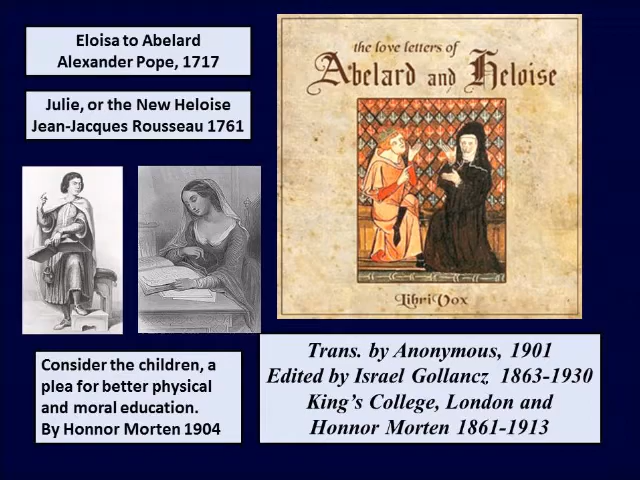 Eloisa to Abelard
Alexander Pope, 1717
Julie, or the New Heloise
Jean-Jacques Rousseau 1761
the love letters of
Abelard and Heloise
LibriVox
Consider the children, a
plea for better physical
and moral education.
By Honnor Morten 1904
Trans. by Anonymous, 1901
Edited by Israel Gollancz 1863-1930
King's College, London and
Honnor Morten 1861-1913